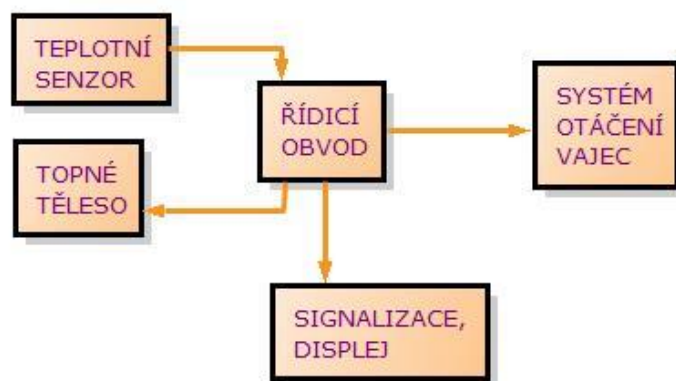 TEPLOTNÍ
SENZOR
ŘÍDICÍ
OBVOD
SYSTÉM
OTÁČENÍ
VAJEC
TOPNÉ
TĚLESO
SIGNALIZACE,
DISPLEJ